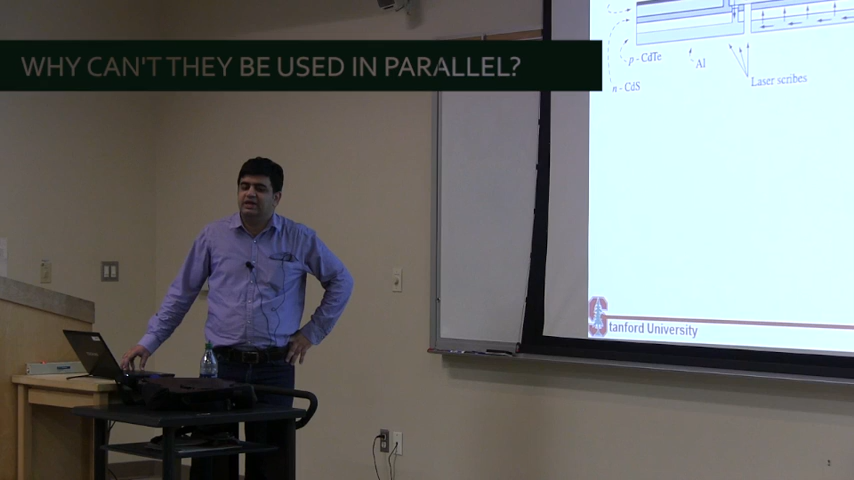 WHY CAN'T THEY BE USED IN PARALLEL?
p - CdTe
Al
Laser scribes
n - CdS
Stanford University